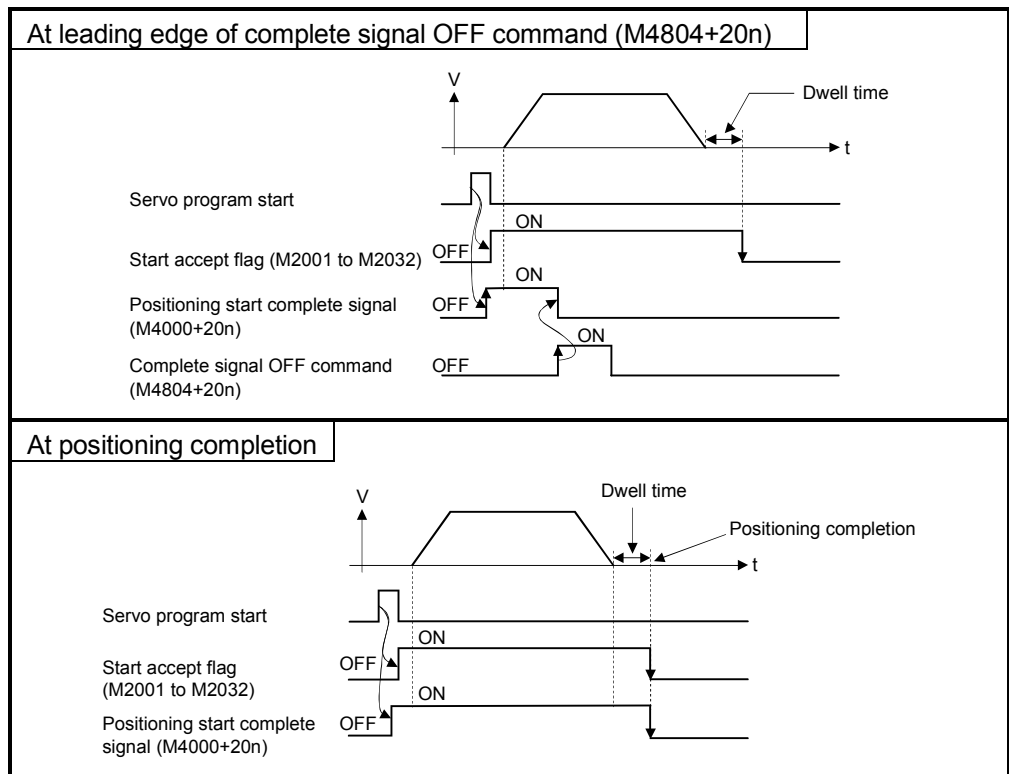 At leading edge of complete signal OFF command (M4804+20n)
V
Dwell time
t
Servo program start
ON
Start accept flag (M2001 to M2032)
OFF
ON
Positioning start complete signal
(M4000+20n)
OFF
ON
Complete signal OFF command
(M4804+20n)
OFF
At positioning completion
V
Dwell time
Positioning completion
t
Servo program start
ON
Start accept flag
(M2001 to M2032)
OFF
ON
Positioning start complete
signal (M4000+20n)
OFF